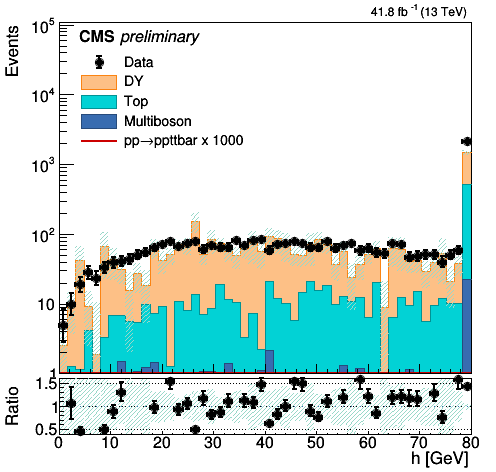 41.8 fb⁻¹ (13 TeV)
CMS preliminary
Data
DY
Top
Multiboson
pp→ppttbar x 1000
Events
10⁵
10⁴
10³
10²
10
1
Ratio
1.5
1
0.5
0 10 20 30 40 50 60 70 80
h [GeV]